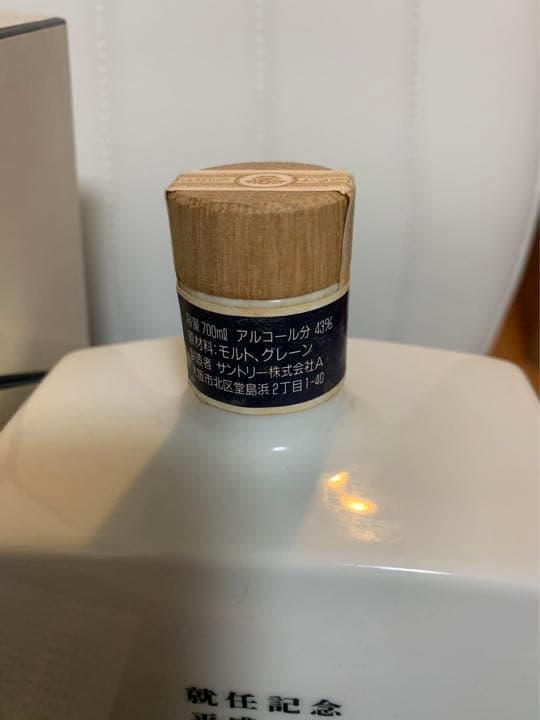 容量 700ml アルコール分 43%
原材料:モルト、グレーン
製造者 サントリー株式会社A
大阪市北区堂島浜2丁目1-40
就任記念
平成